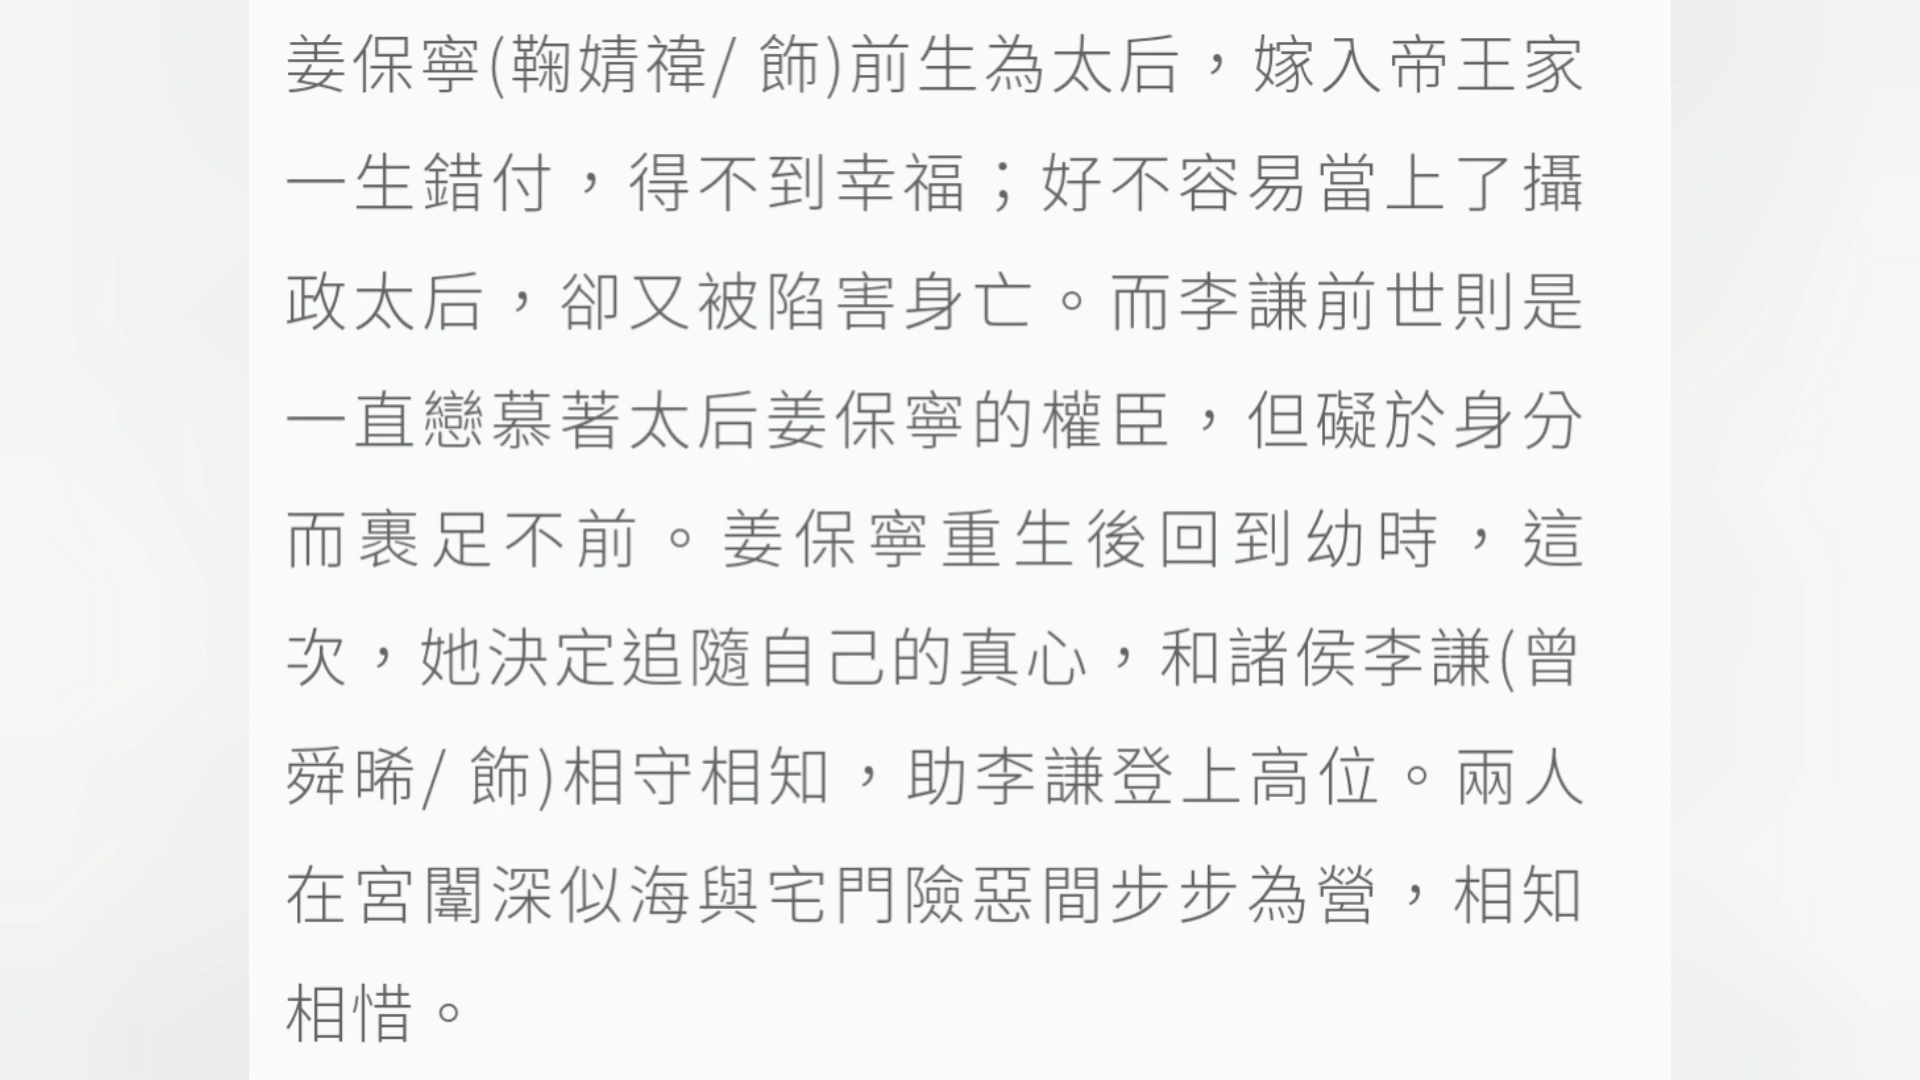 姜保寧(鞠婧禕/ 飾)前生為太后，嫁入帝王家
一生錯付，得不到幸福；好不容易當上了攝
政太后，卻又被陷害身亡。而李謙前世則是
一直戀慕著太后姜保寧的權臣，但礙於身分
而裹足不前。姜保寧重生後回到幼時，這
次，她決定追隨自己的真心，和諸侯李謙(曾
舜晞/ 飾)相守相知，助李謙登上高位。兩人
在宮闈深似海與宅門險惡間步步為營，相知
相惜。